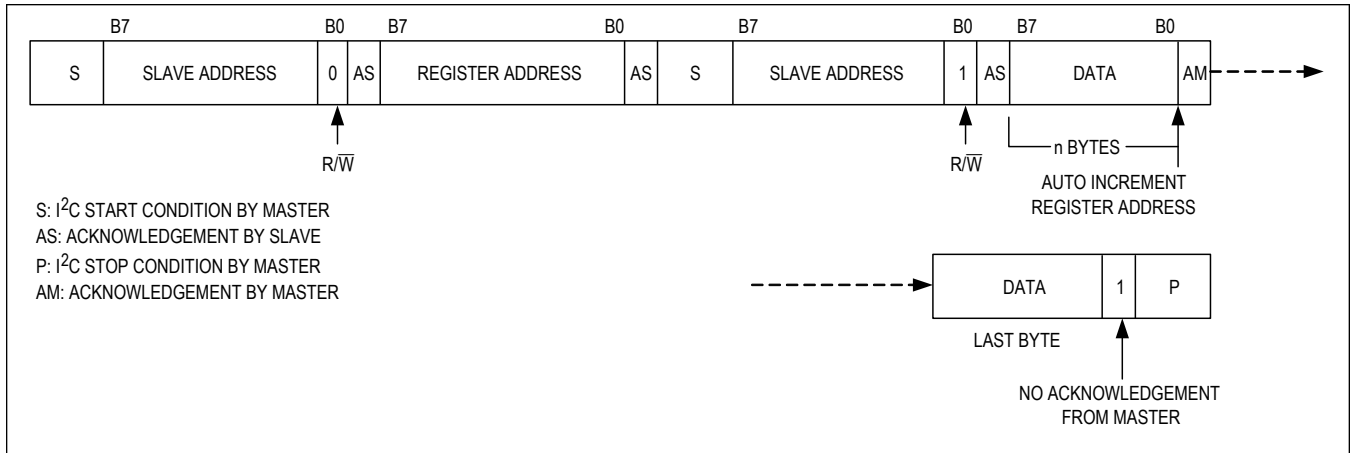 B7 B0 B7 B0 B7 B0 B7 B0
S SLAVE ADDRESS 0 AS REGISTER ADDRESS AS S SLAVE ADDRESS 1 AS DATA AM
R/W̅ R/W̅ n BYTES
AUTO INCREMENT
REGISTER ADDRESS
S: I²C START CONDITION BY MASTER
AS: ACKNOWLEDGEMENT BY SLAVE
P: I²C STOP CONDITION BY MASTER
AM: ACKNOWLEDGEMENT BY MASTER
DATA 1 P
LAST BYTE
NO ACKNOWLEDGEMENT
FROM MASTER